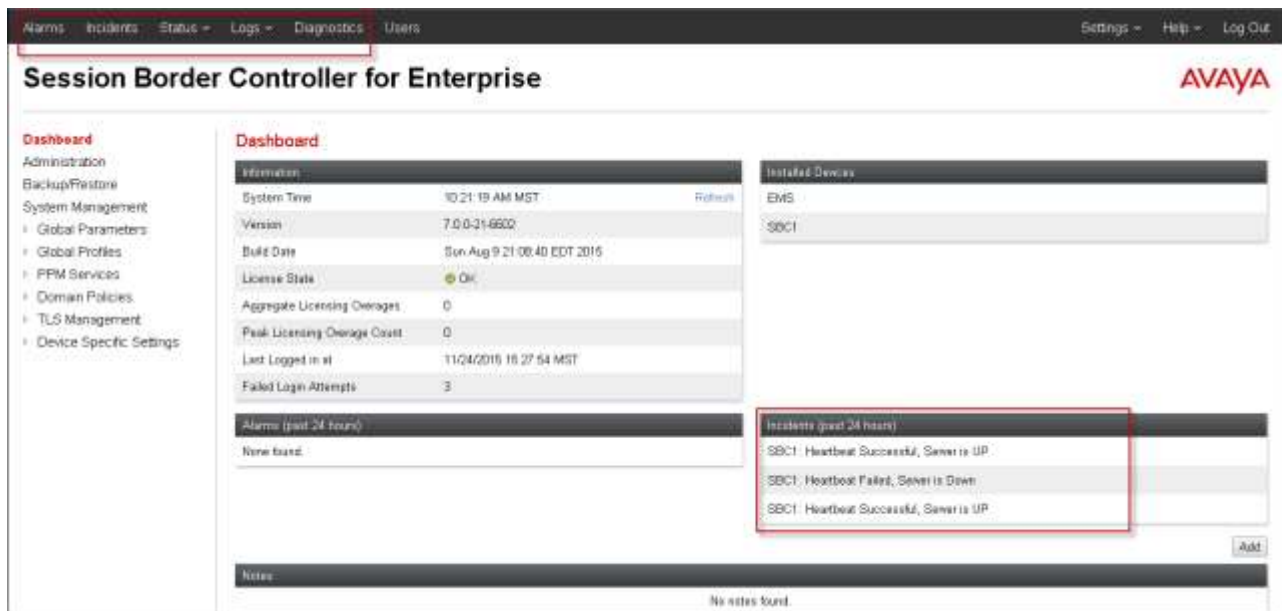 Alarms Incidents Status Logs Diagnostics Users Settings Help Log Out
Session Border Controller for Enterprise
AVAYA
Dashboard
Administration
Backup/Restore
System Management
Global Parameters
Global Profiles
PPM Services
Domain Policies
TLS Management
Device Specific Settings
Dashboard
Information
System Time 10:21:19 AM MST Refresh
Version 7.0.0-21-6602
Build Date Sun Aug 9 21:08:40 EDT 2015
License State OK
Aggregate Licensing Overages 0
Peak Licensing Overage Count 0
Last Logged in at 11/24/2015 16:27:54 MST
Failed Login Attempts 3
Installed Devices
EMS
SBC1
Alarms (past 24 hours)
None found.
Incidents (past 24 hours)
SBC1: Heartbeat Successful, Server is UP
SBC1: Heartbeat Failed, Server is Down
SBC1: Heartbeat Successful, Server is UP
Add
Notes
No notes found.